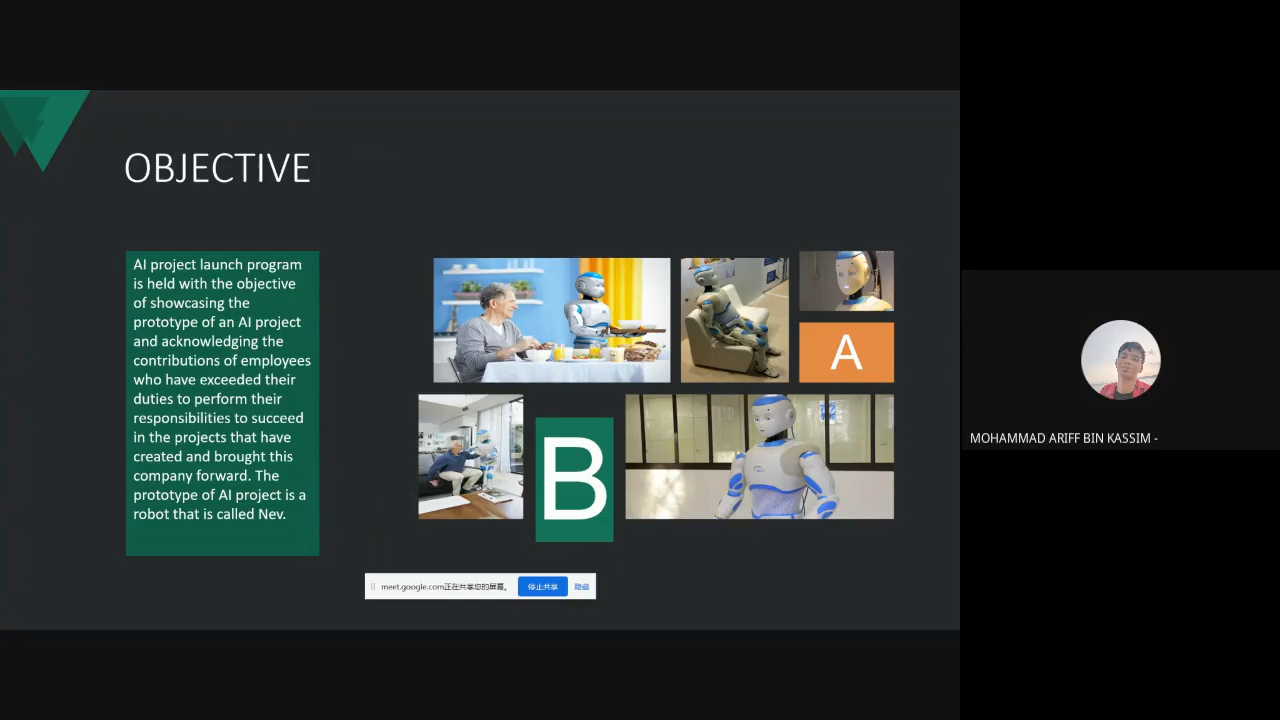 OBJECTIVE
AI project launch program
is held with the objective
of showcasing the
prototype of an AI project
and acknowledging the
contributions of employees
who have exceeded their
duties to perform their
responsibilities to succeed
in the projects that have
created and brought this
company forward. The
prototype of AI project is a
robot that is called Nev.
A
B
meet.google.com正在共享您的屏幕。
停止共享
隐藏
MOHAMMAD ARIFF BIN KASSIM -